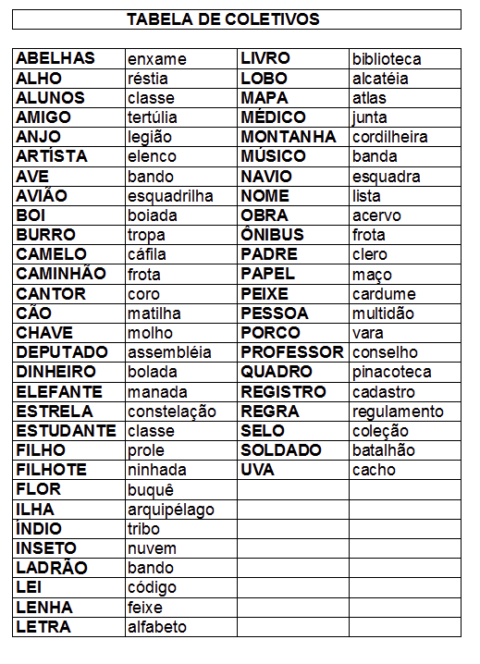 TABELA DE COLETIVOS
ABELHAS enxame LIVRO biblioteca
ALHO réstia LOBO alcatéia
ALUNOS classe MAPA atlas
AMIGO tertúlia MÉDICO junta
ANJO legião MONTANHA cordilheira
ARTÍSTA elenco MÚSICO banda
AVE bando NAVIO esquadra
AVIÃO esquadrilha NOME lista
BOI boiada OBRA acervo
BURRO tropa ÔNIBUS frota
CAMELO cáfila PADRE clero
CAMINHÃO frota PAPEL maço
CANTOR coro PEIXE cardume
CÃO matilha PESSOA multidão
CHAVE molho PORCO vara
DEPUTADO assembléia PROFESSOR conselho
DINHEIRO bolada QUADRO pinacoteca
ELEFANTE manada REGISTRO cadastro
ESTRELA constelação REGRA regulamento
ESTUDANTE classe SELO coleção
FILHO prole SOLDADO batalhão
FILHOTE ninhada UVA cacho
FLOR buquê
ILHA arquipélago
ÍNDIO tribo
INSETO nuvem
LADRÃO bando
LEI código
LENHA feixe
LETRA alfabeto